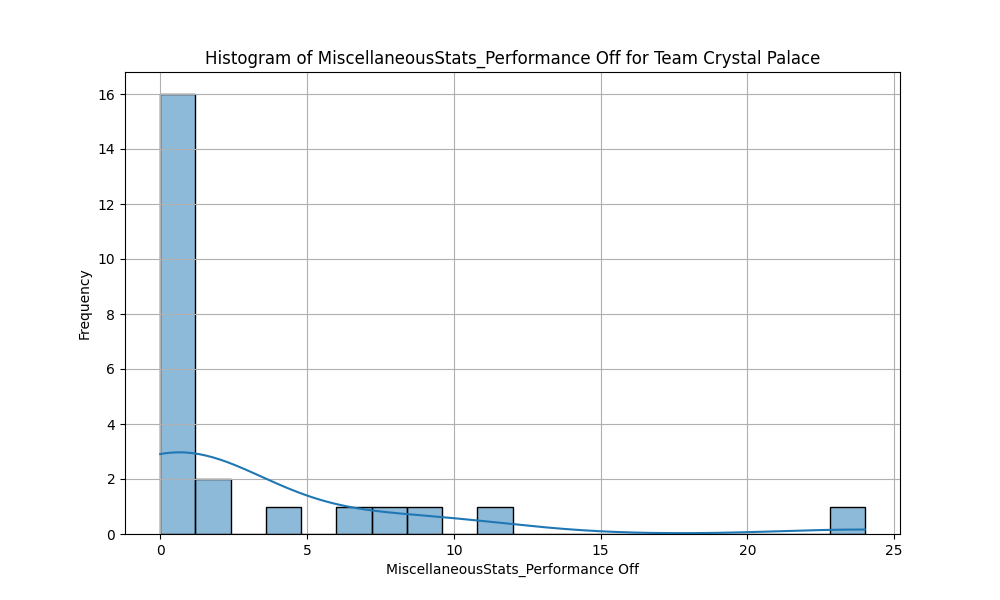 Histogram of MiscellaneousStats_Performance Off for Team Crystal Palace
16
14
12
10
8
6
4
2
0
Frequency
0 5 10 15 20 25
MiscellaneousStats_Performance Off